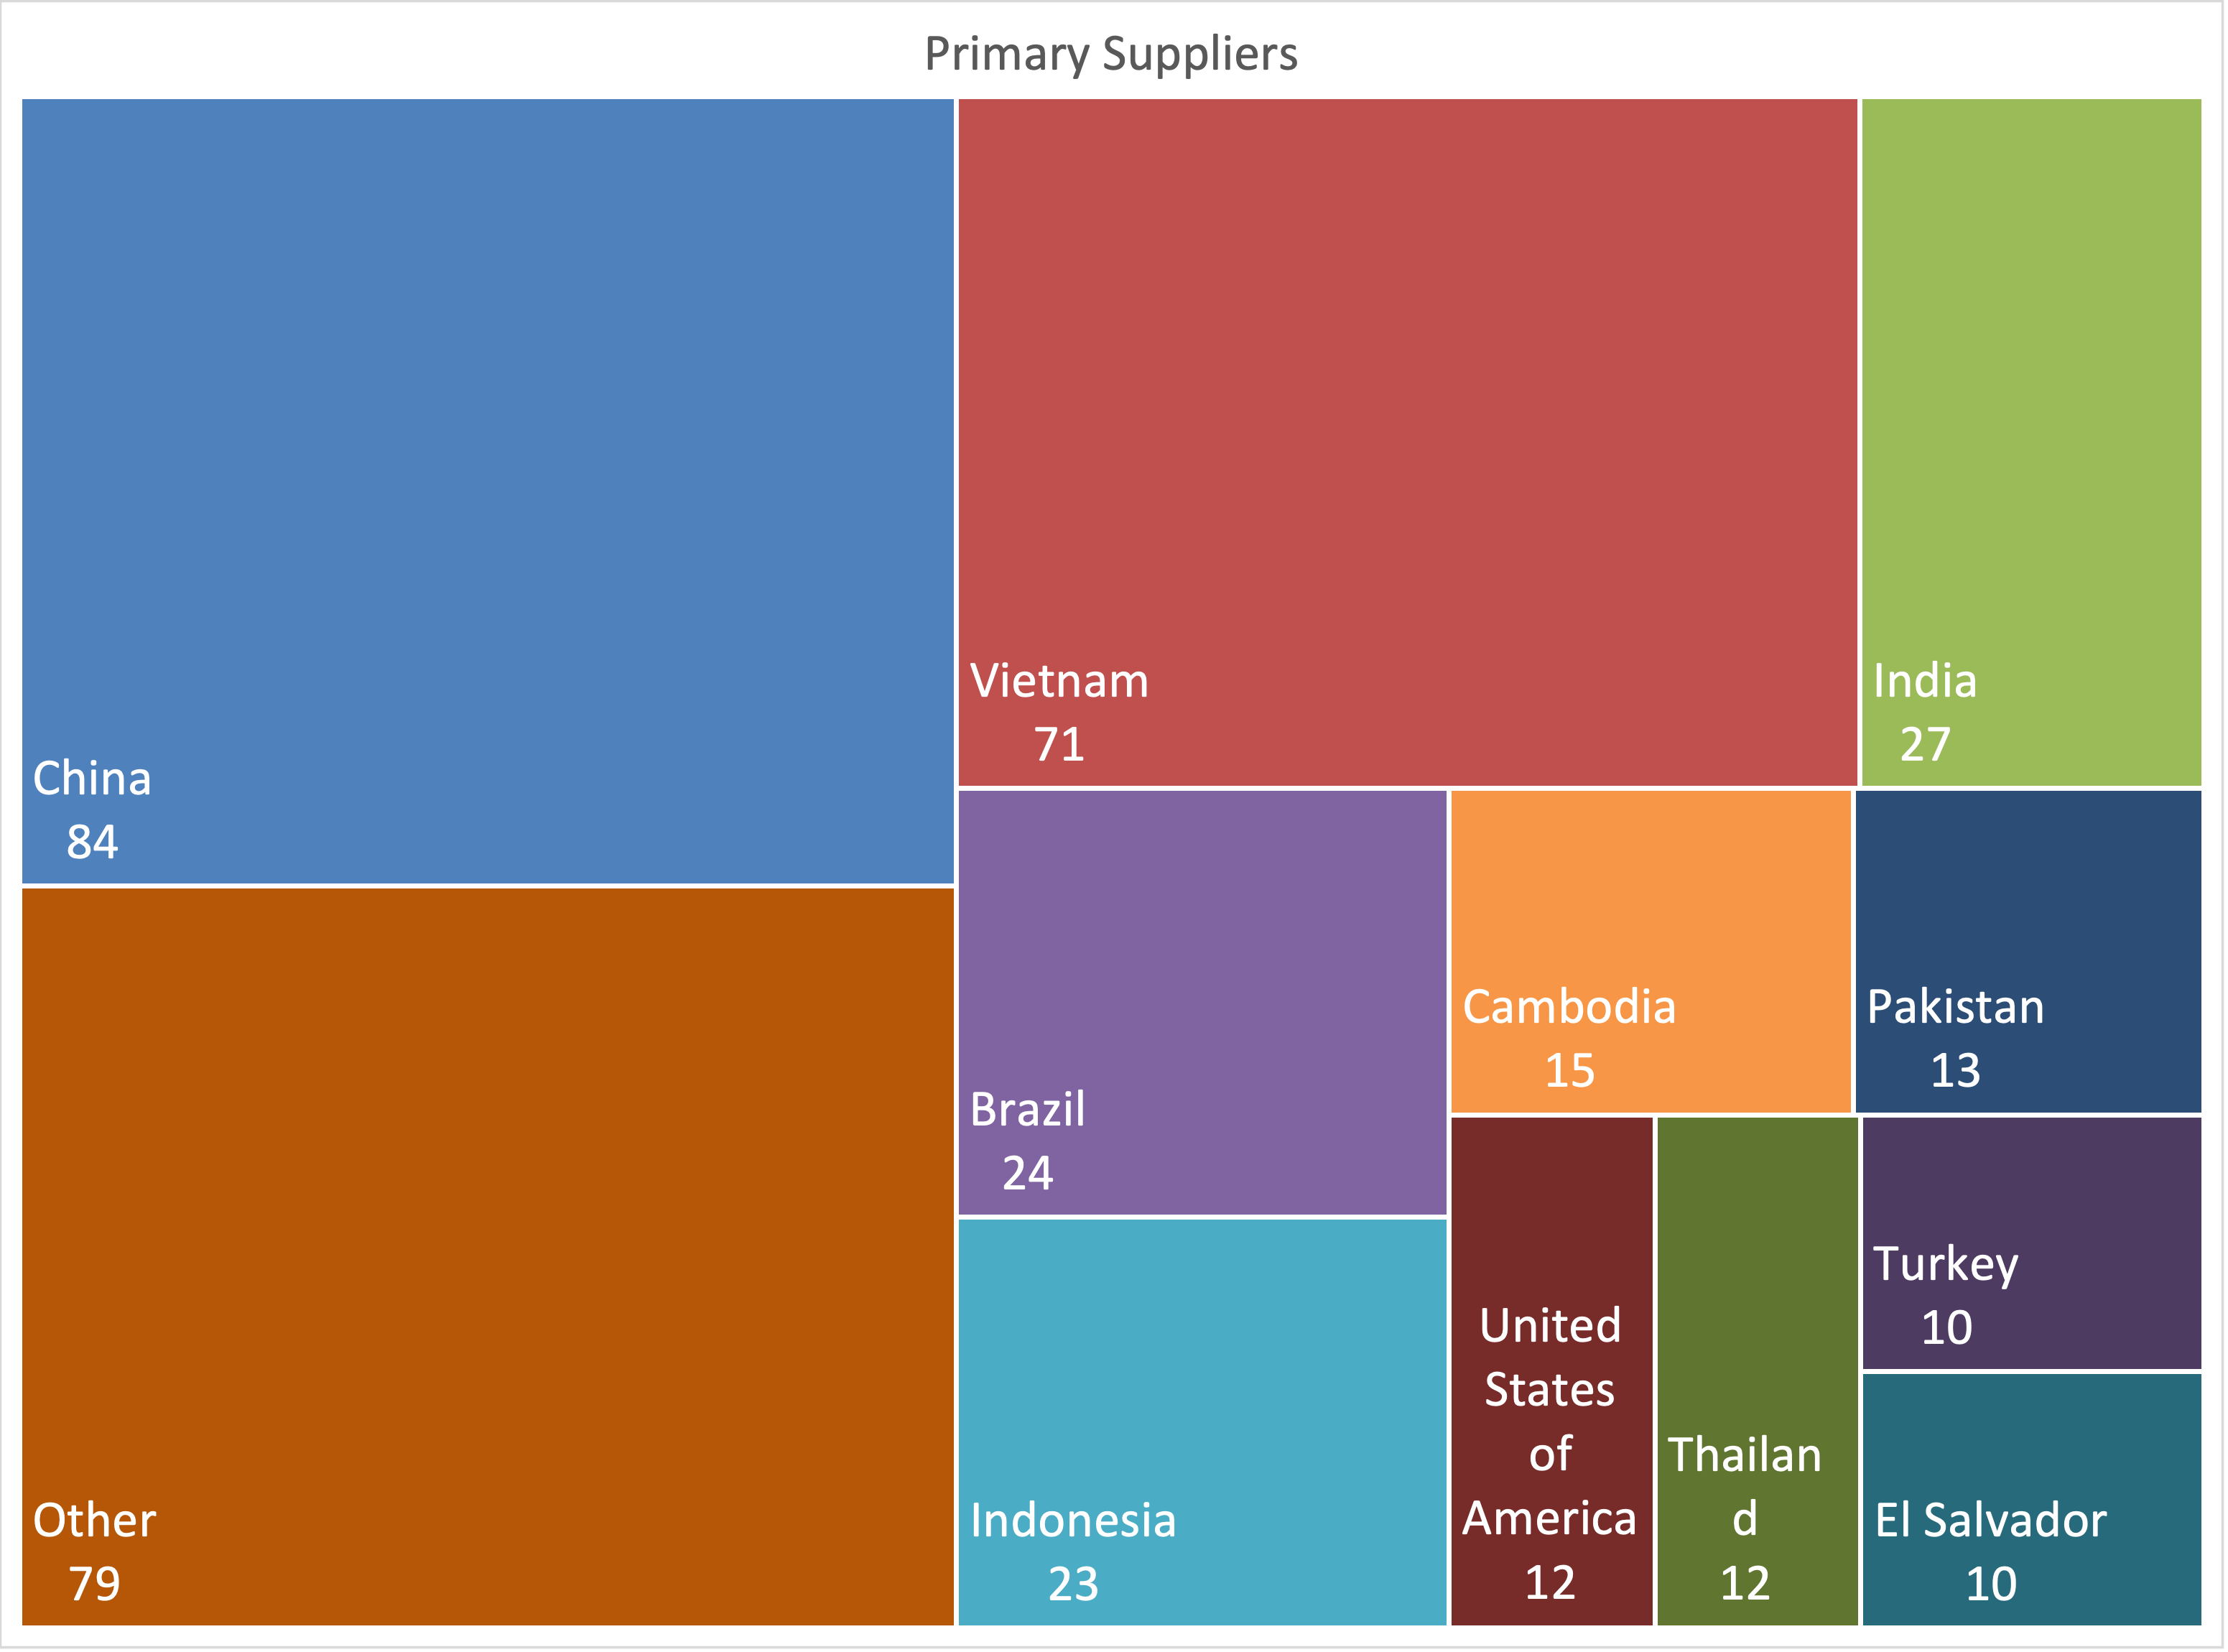 Primary Suppliers
China
84
Vietnam
71
India
27
Other
79
Brazil
24
Cambodia
15
Pakistan
13
Indonesia
23
United
States
of
America
12
Thailan
d
12
Turkey
10
El Salvador
10